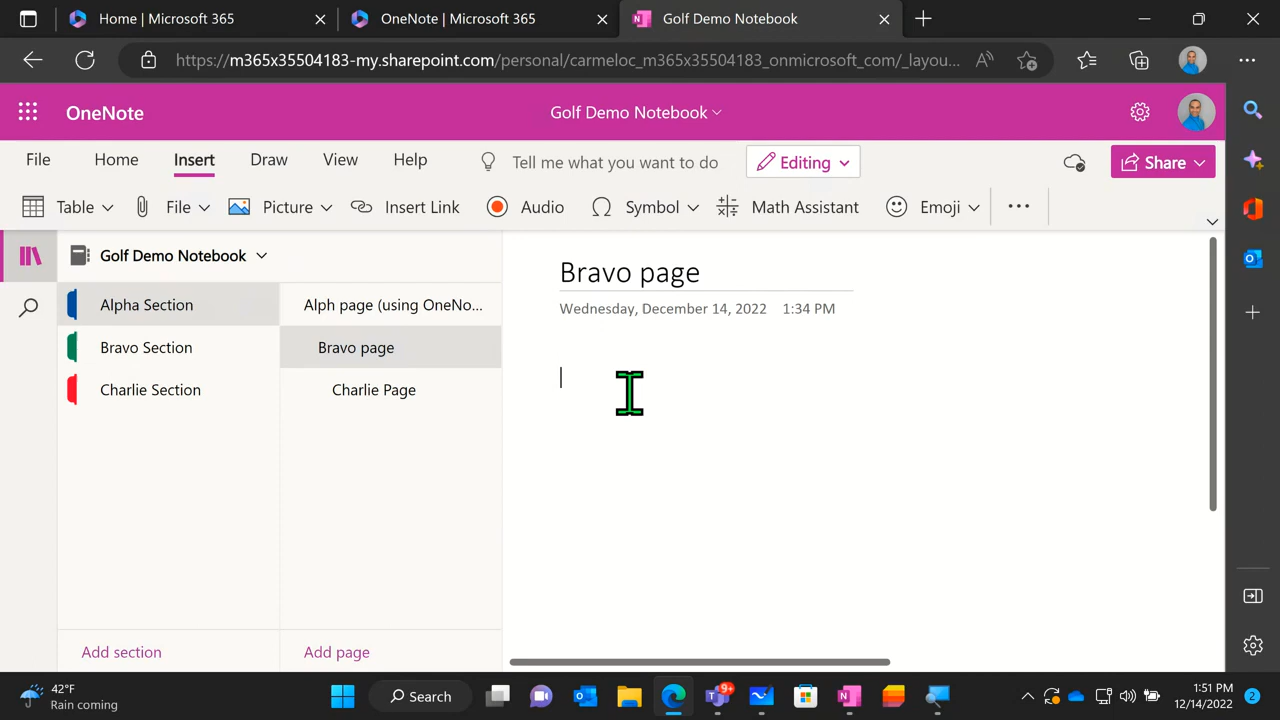 Home | Microsoft 365
OneNote | Microsoft 365
Golf Demo Notebook
https://m365x35504183-my.sharepoint.com/personal/carmeloc_m365x35504183_onmicrosoft_com/_layou...
OneNote
Golf Demo Notebook
File Home Insert Draw View Help Tell me what you want to do Editing Share
Table File Picture Insert Link Audio Symbol Math Assistant Emoji
Golf Demo Notebook
Bravo page
Alpha Section
Alph page (using OneNo...
Wednesday, December 14, 2022 1:34 PM
Bravo Section
Bravo page
Charlie Section
Charlie Page
Add section
Add page
42°F
Rain coming
Search
9+
1:51 PM
12/14/2022
2